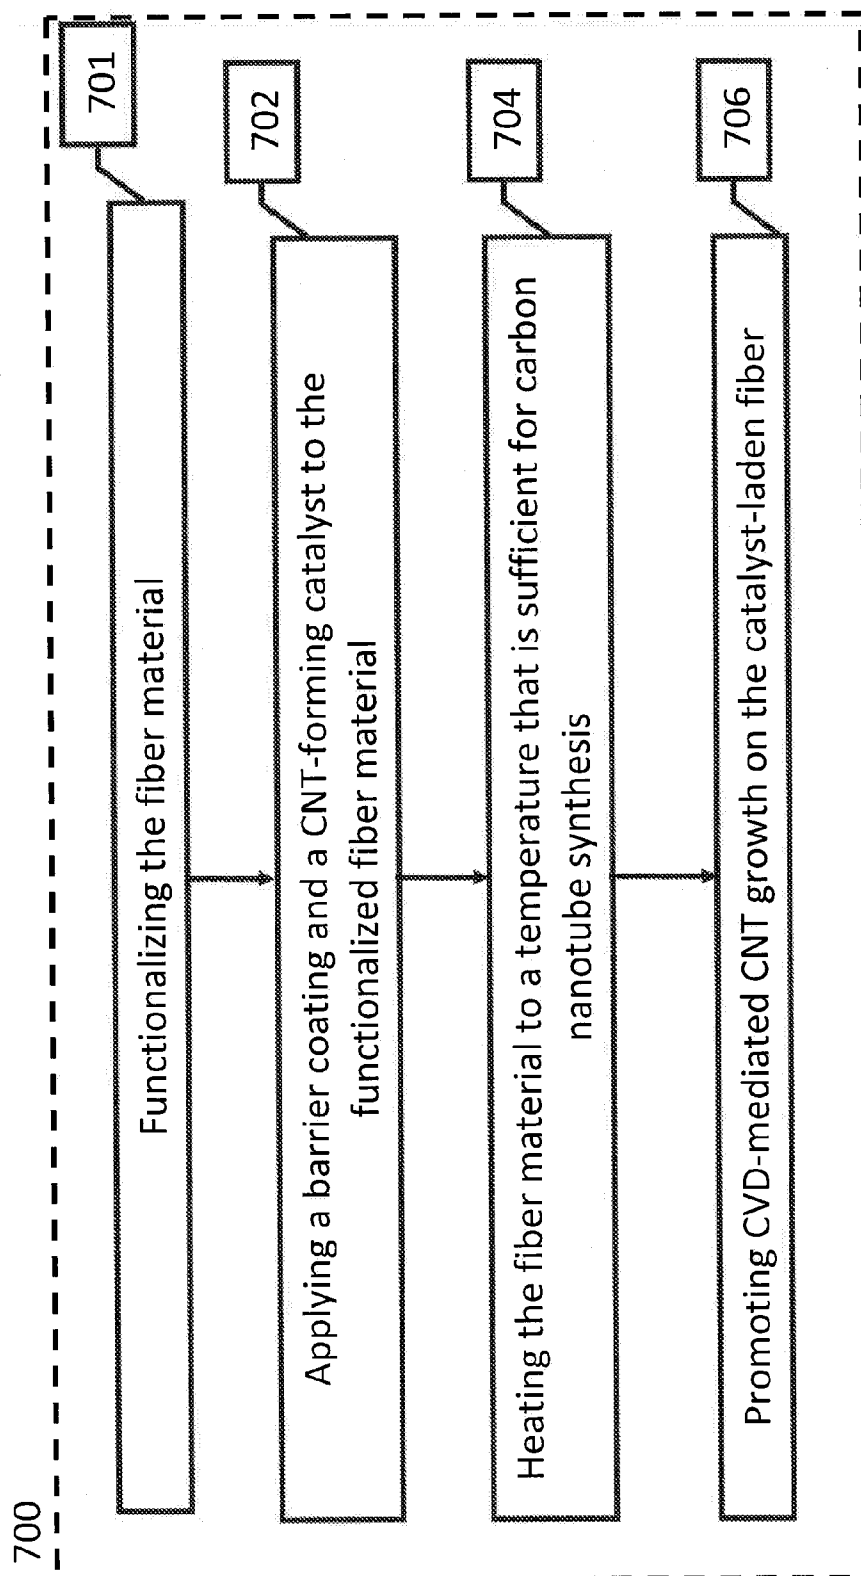 700
701
Functionalizing the fiber material
702
Applying a barrier coating and a CNT-forming catalyst to the
functionalized fiber material
704
Heating the fiber material to a temperature that is sufficient for carbon
nanotube synthesis
706
Promoting CVD-mediated CNT growth on the catalyst-laden fiber